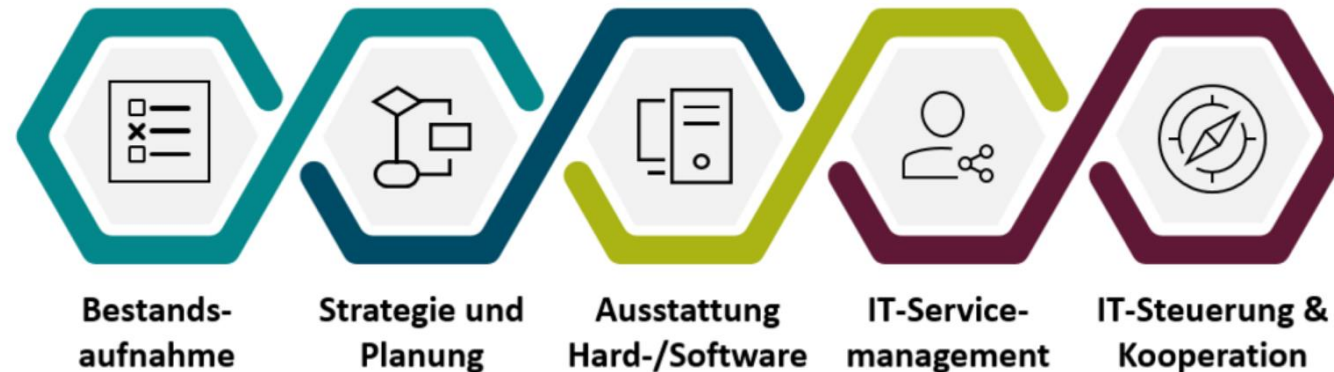 Bestands-
aufnahme
Strategie und
Planung
Ausstattung
Hard-/Software
IT-Service-
management
IT-Steuerung &
Kooperation